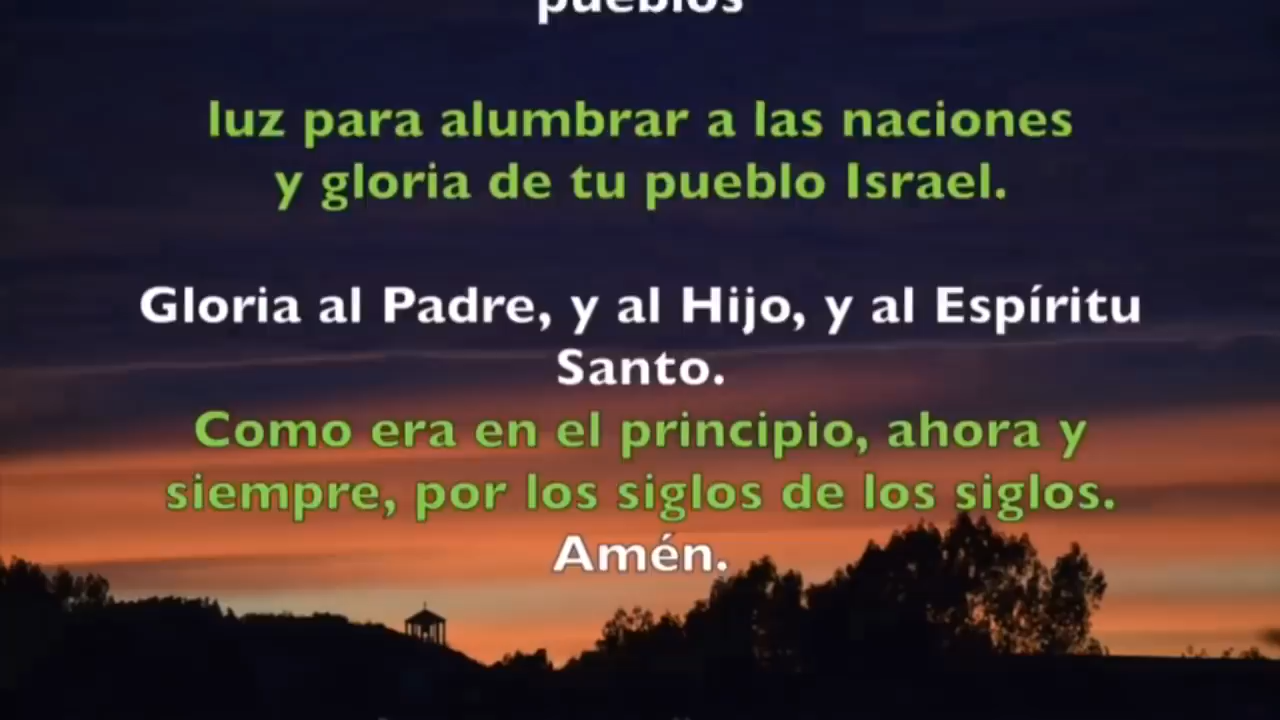 pueblos
luz para alumbrar a las naciones
y gloria de tu pueblo Israel.
Gloria al Padre, y al Hijo, y al Espíritu
Santo.
Como era en el principio, ahora y
siempre, por los siglos de los siglos.
Amén.